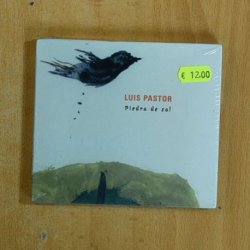 € 12.00
LUIS PASTOR
Piedra de sol